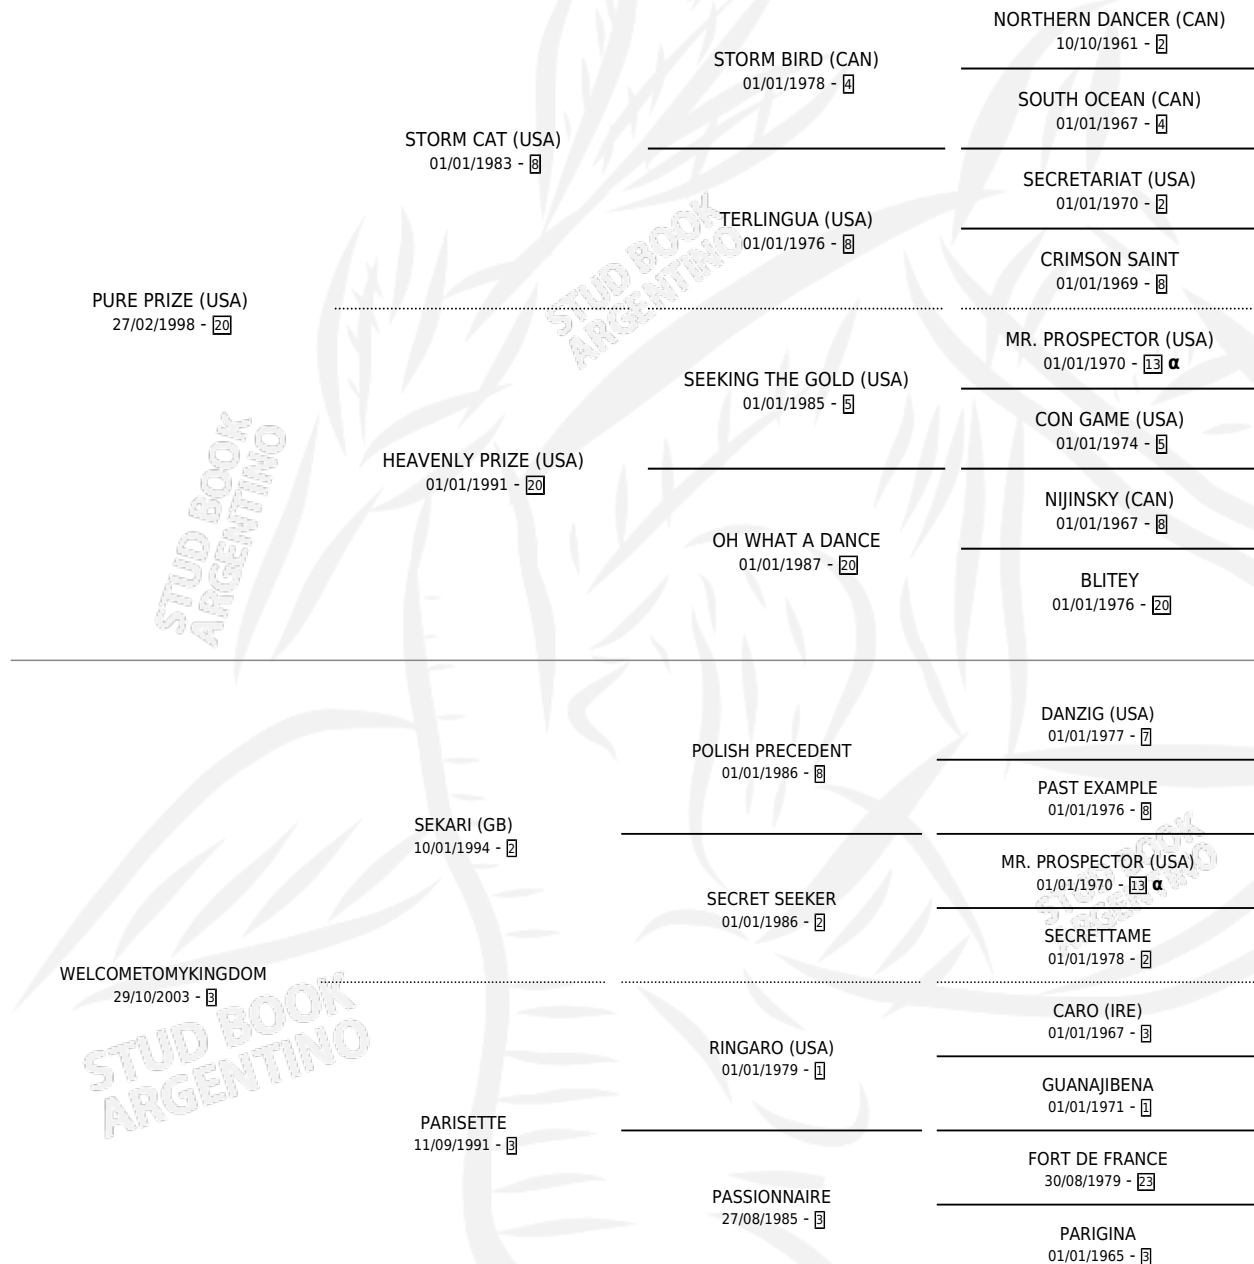 NORTHERN DANCER (CAN)
10/10/1961 - 2
STORM BIRD (CAN)
01/01/1978 - 4
SOUTH OCEAN (CAN)
01/01/1967 - 4
STORM CAT (USA)
01/01/1983 - 8
SECRETARIAT (USA)
01/01/1970 - 2
TERLINGUA (USA)
01/01/1976 - 8
CRIMSON SAINT
01/01/1969 - 8
PURE PRIZE (USA)
27/02/1998 - 20
MR. PROSPECTOR (USA)
01/01/1970 - 13 α
SEEKING THE GOLD (USA)
01/01/1985 - 5
CON GAME (USA)
01/01/1974 - 5
HEAVENLY PRIZE (USA)
01/01/1991 - 20
NIJINSKY (CAN)
01/01/1967 - 8
OH WHAT A DANCE
01/01/1987 - 20
BLITEY
01/01/1976 - 20
DANZIG (USA)
01/01/1977 - 7
POLISH PRECEDENT
01/01/1986 - 8
PAST EXAMPLE
01/01/1976 - 8
SEKARI (GB)
10/01/1994 - 2
MR. PROSPECTOR (USA)
01/01/1970 - 13 α
SECRET SEEKER
01/01/1986 - 2
SECRETTAME
01/01/1978 - 2
WELCOMETOMYKINGDOM
29/10/2003 - 3
CARO (IRE)
01/01/1967 - 3
RINGARO (USA)
01/01/1979 - 1
GUANAJIBENA
01/01/1971 - 1
PARISETTE
11/09/1991 - 3
FORT DE FRANCE
30/08/1979 - 23
PASSIONNAIRE
27/08/1985 - 3
PARIGINA
01/01/1965 - 3
STUD BOOK
ARGENTINO
STUD BOOK
ARGENTINO
STUD BOOK
ARGENTINO
STUD BOOK
ARGENTINO